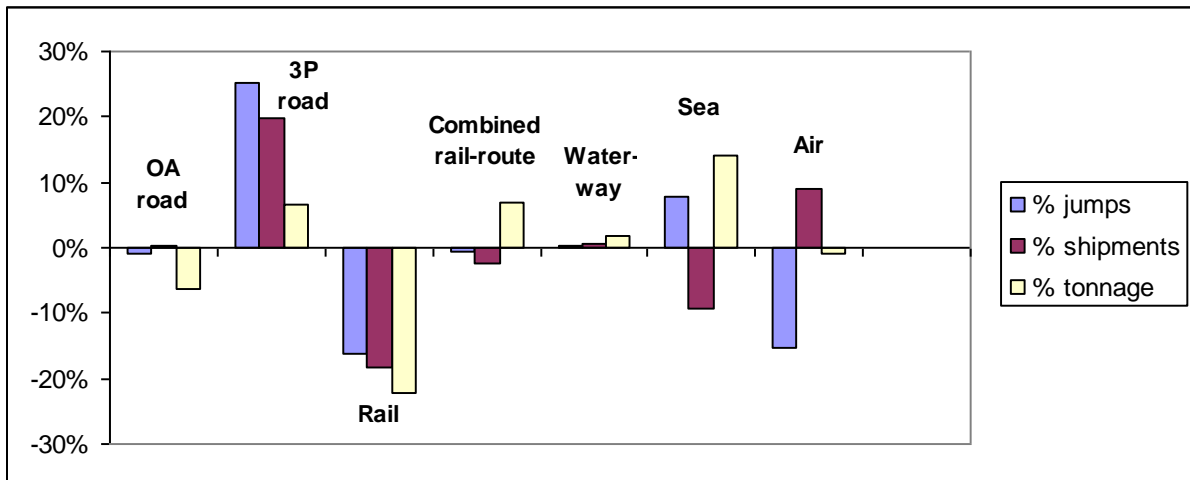 30%
20%
10%
0%
-10%
-20%
-30%
OA
road
3P
road
Rail
Combined
rail-route
Water-
way
Sea
Air
% jumps
% shipments
% tonnage